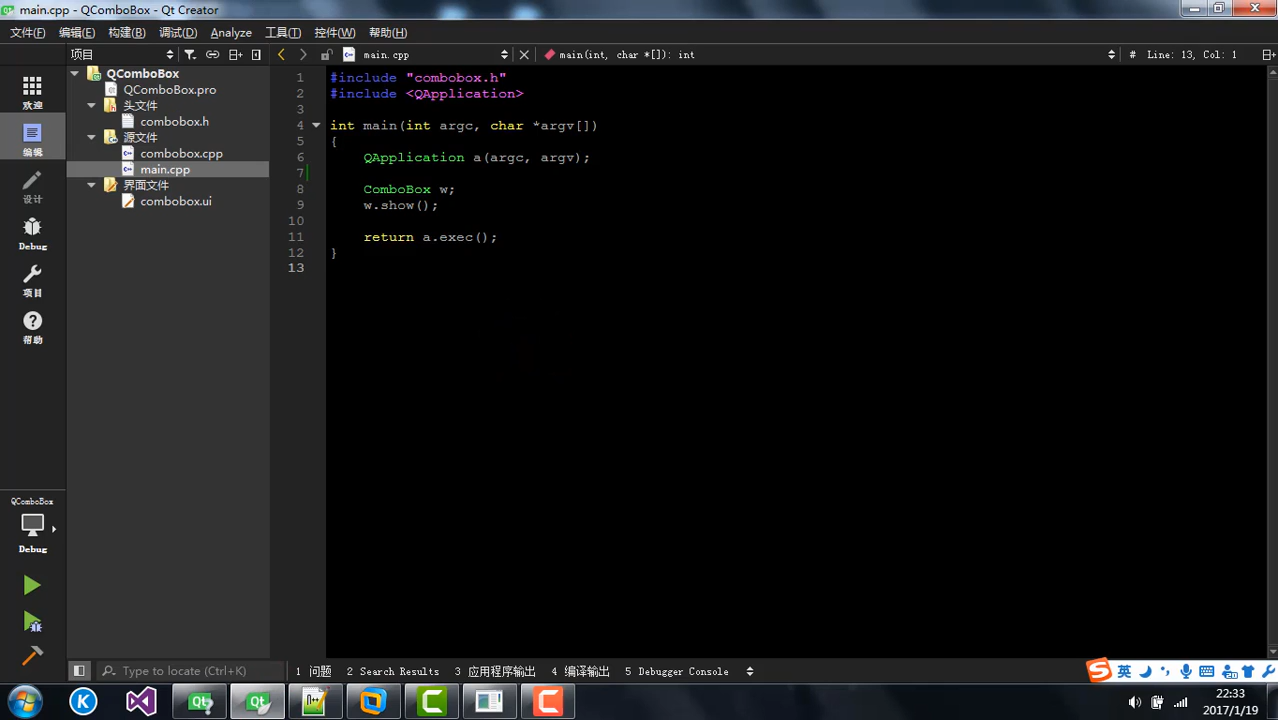 main.cpp - QComboBox - Qt Creator
文件(F) 编辑(E) 构建(B) 调试(D) Analyze 工具(T) 控件(W) 帮助(H)
项目 main.cpp main(int, char *[]): int # Line: 13, Col: 1
欢迎
编辑
设计
Debug
项目
帮助
QComboBox
Debug
QComboBox
QComboBox.pro
头文件
combobox.h
源文件
combobox.cpp
main.cpp
界面文件
combobox.ui
1 #include "combobox.h"
2 #include <QApplication>
3
4 int main(int argc, char *argv[])
5 {
6 QApplication a(argc, argv);
7
8 ComboBox w;
9 w.show();
10
11 return a.exec();
12 }
13
Type to locate (Ctrl+K) 1 问题 2 Search Results 3 应用程序输出 4 编译输出 5 Debugger Console
英
22:33
2017/1/19